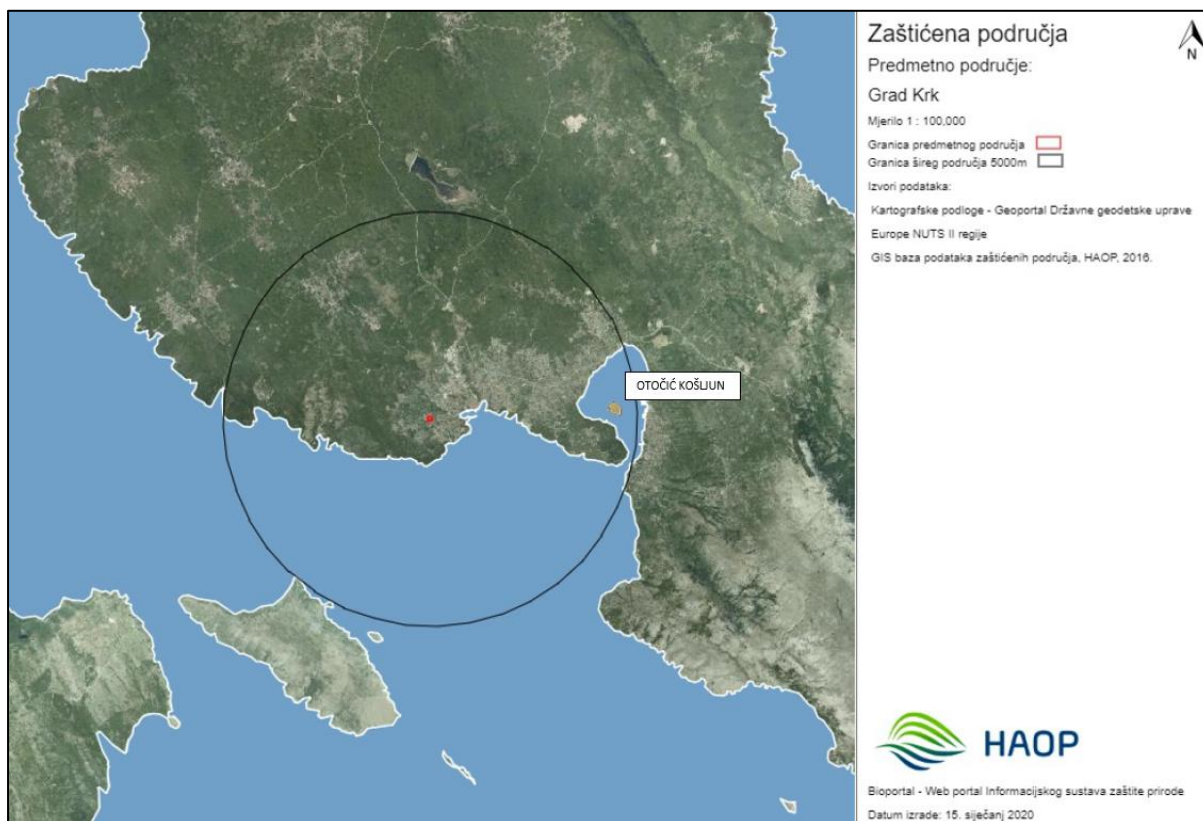 OTOČIĆ KOŠLJUN
Zaštićena područja
N
Predmetno područje:
Grad Krk
Mjerilo 1 : 100,000
Granica predmetnog područja
Granica šireg područja 5000m
Izvori podataka:
Kartografske podloge - Geoportal Državne geodetske uprave
Europe NUTS II regije
GIS baza podataka zaštićenih područja, HAOP, 2016.
HAOP
Bioportal - Web portal Informacijskog sustava zaštite prirode
Datum izrade: 15. siječanj 2020